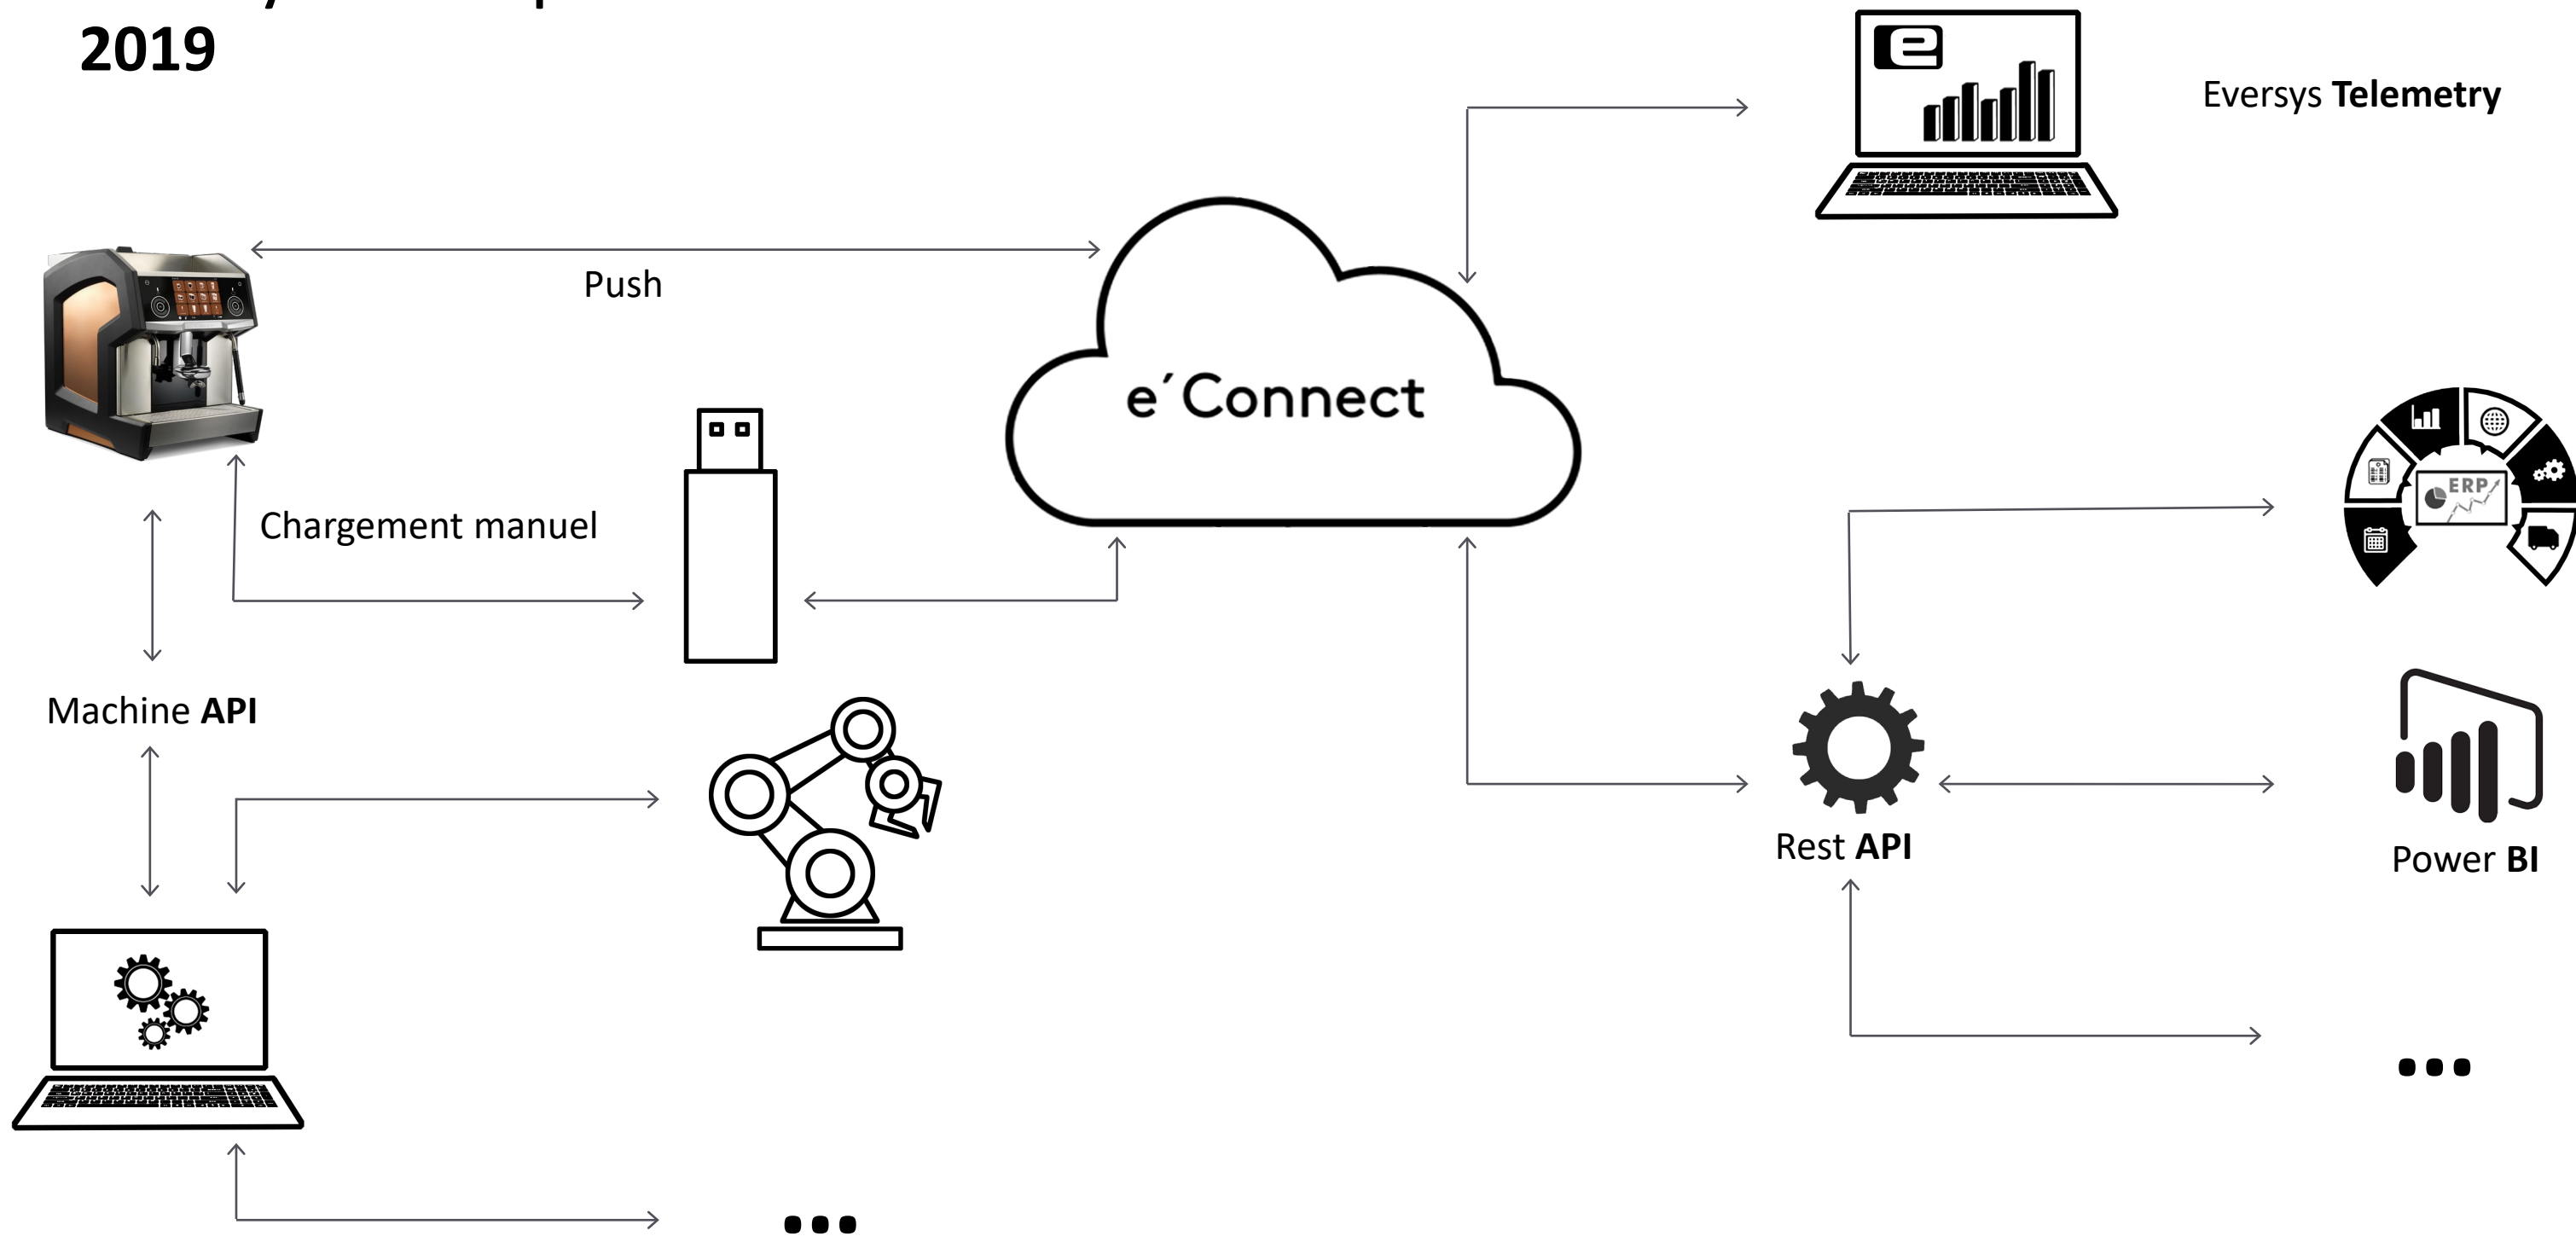 2019
Eversys Telemetry
Push
e´Connect
ERP
Chargement manuel
Machine API
Rest API
Power BI
...
...